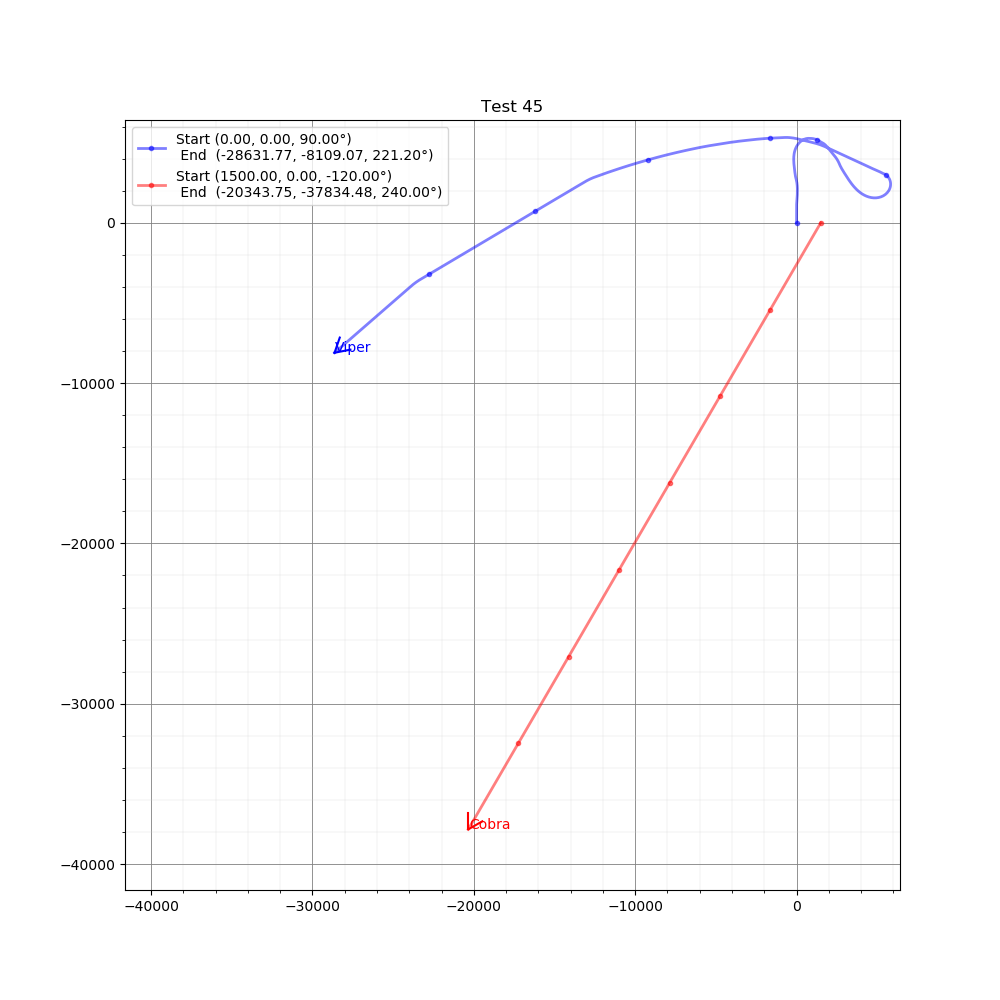 Test 45
Start (0.00, 0.00, 90.00°)
End (-28631.77, -8109.07, 221.20°)
Start (1500.00, 0.00, -120.00°)
End (-20343.75, -37834.48, 240.00°)
0
−10000
−20000
−30000
−40000
Viper
Cobra
−40000 −30000 −20000 −10000 0